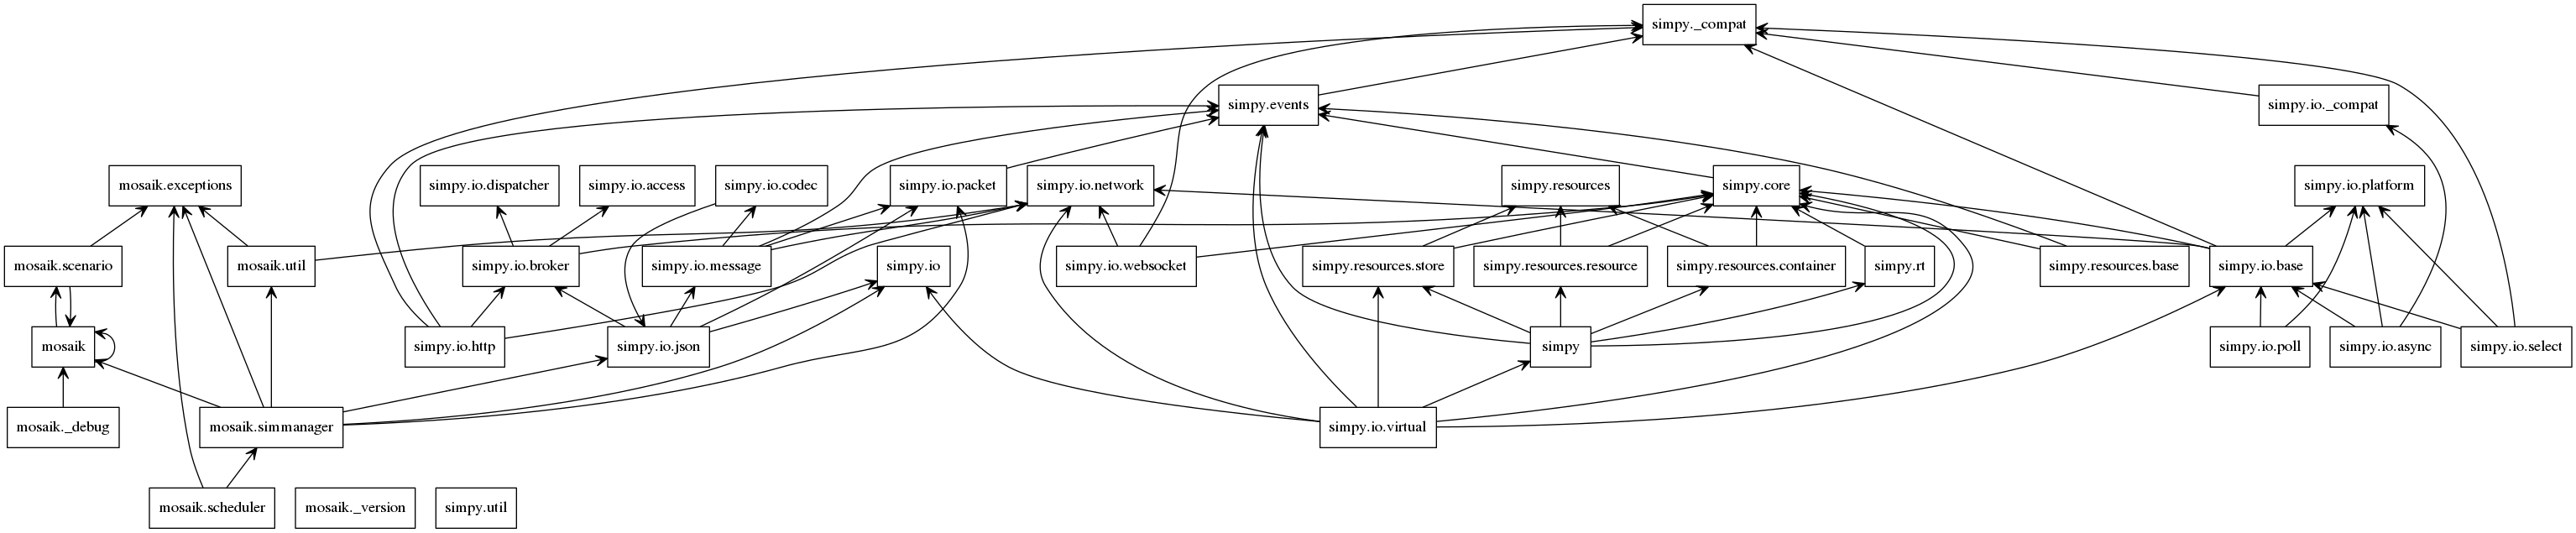 simpy._compat
simpy.events
simpy.io._compat
mosaik.exceptions
simpy.io.dispatcher
simpy.io.access
simpy.io.codec
simpy.io.packet
simpy.io.network
simpy.resources
simpy.core
simpy.io.platform
mosaik.scenario
mosaik.util
simpy.io.broker
simpy.io.message
simpy.io
simpy.io.websocket
simpy.resources.store
simpy.resources.resource
simpy.resources.container
simpy.rt
simpy.resources.base
simpy.io.base
mosaik
simpy.io.http
simpy.io.json
simpy
simpy.io.poll
simpy.io.async
simpy.io.select
mosaik._debug
mosaik.simmanager
simpy.io.virtual
mosaik.scheduler
mosaik._version
simpy.util